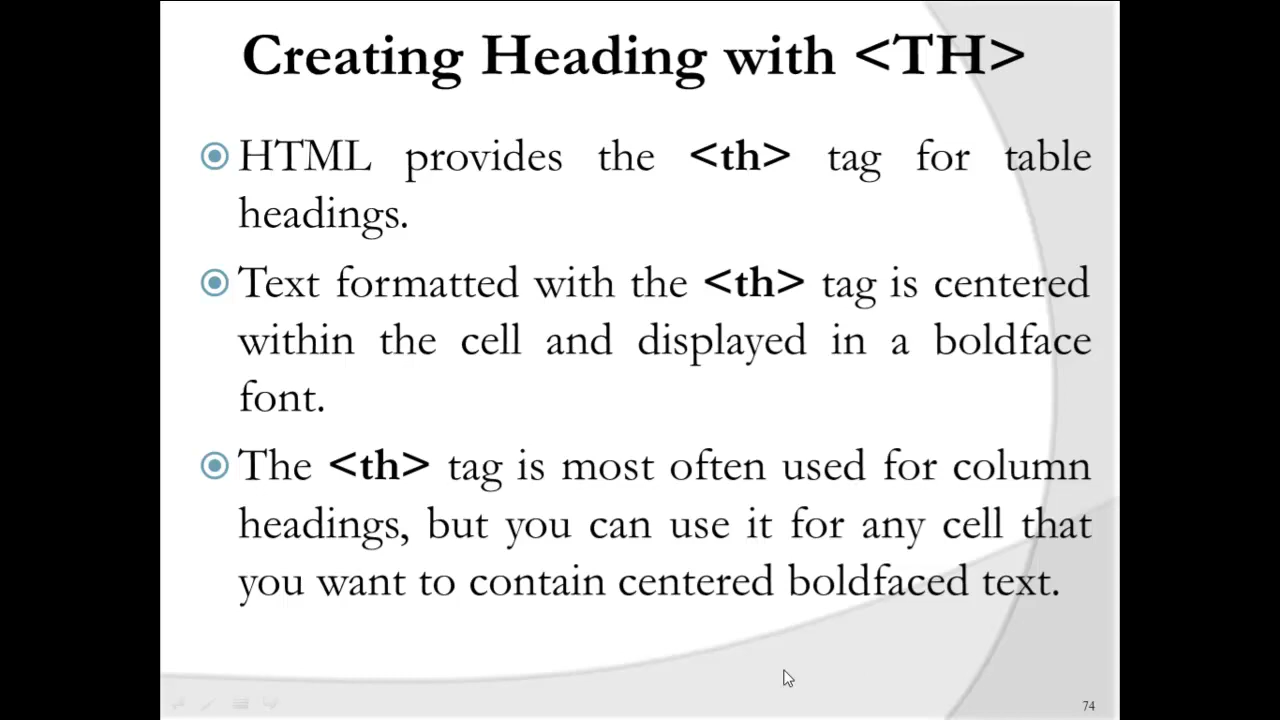 Creating Heading with <TH>
HTML provides the <th> tag for table
headings.
Text formatted with the <th> tag is centered
within the cell and displayed in a boldface
font.
The <th> tag is most often used for column
headings, but you can use it for any cell that
you want to contain centered boldfaced text.
74